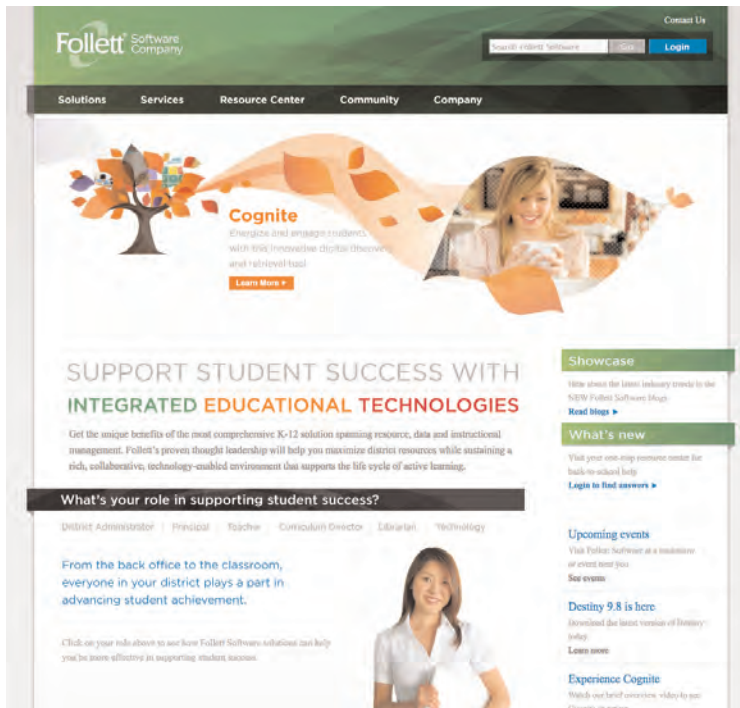 Contact Us
Follett Software
Company
Search Follett Software
Go
Login
Solutions
Services
Resource Center
Community
Company
Cognite
Energize and engage students
with this innovative digital discovery
and retrieval tool
Learn More
SUPPORT STUDENT SUCCESS WITH
INTEGRATED EDUCATIONAL TECHNOLOGIES
Get the unique benefits of the most comprehensive K-12 solution spanning resource, data and instructional
management. Follett's proven thought leadership will help you maximize district resources while sustaining a
rich, collaborative, technology-enabled environment that supports the life cycle of active learning.
What's your role in supporting student success?
District Administrator | Principal | Teacher | Curriculum Director | Librarian | Technology
From the back office to the classroom,
everyone in your district plays a part in
advancing student achievement.
Click on your role above to see how Follett Software solutions can help
you be more effective in supporting student success.
Showcase
about the latest industry trends in the
NEW Follett Software blogs
Read blogs
What's new
Visit your one-stop resource center for
back-to-school help
Login to find answers
Upcoming events
Visit Follett Software at a tradeshow
or event near you
See events
Destiny 9.8 is here
Download the latest version of Destiny
today
Learn more
Experience Cognite
Watch our brief overview video to see